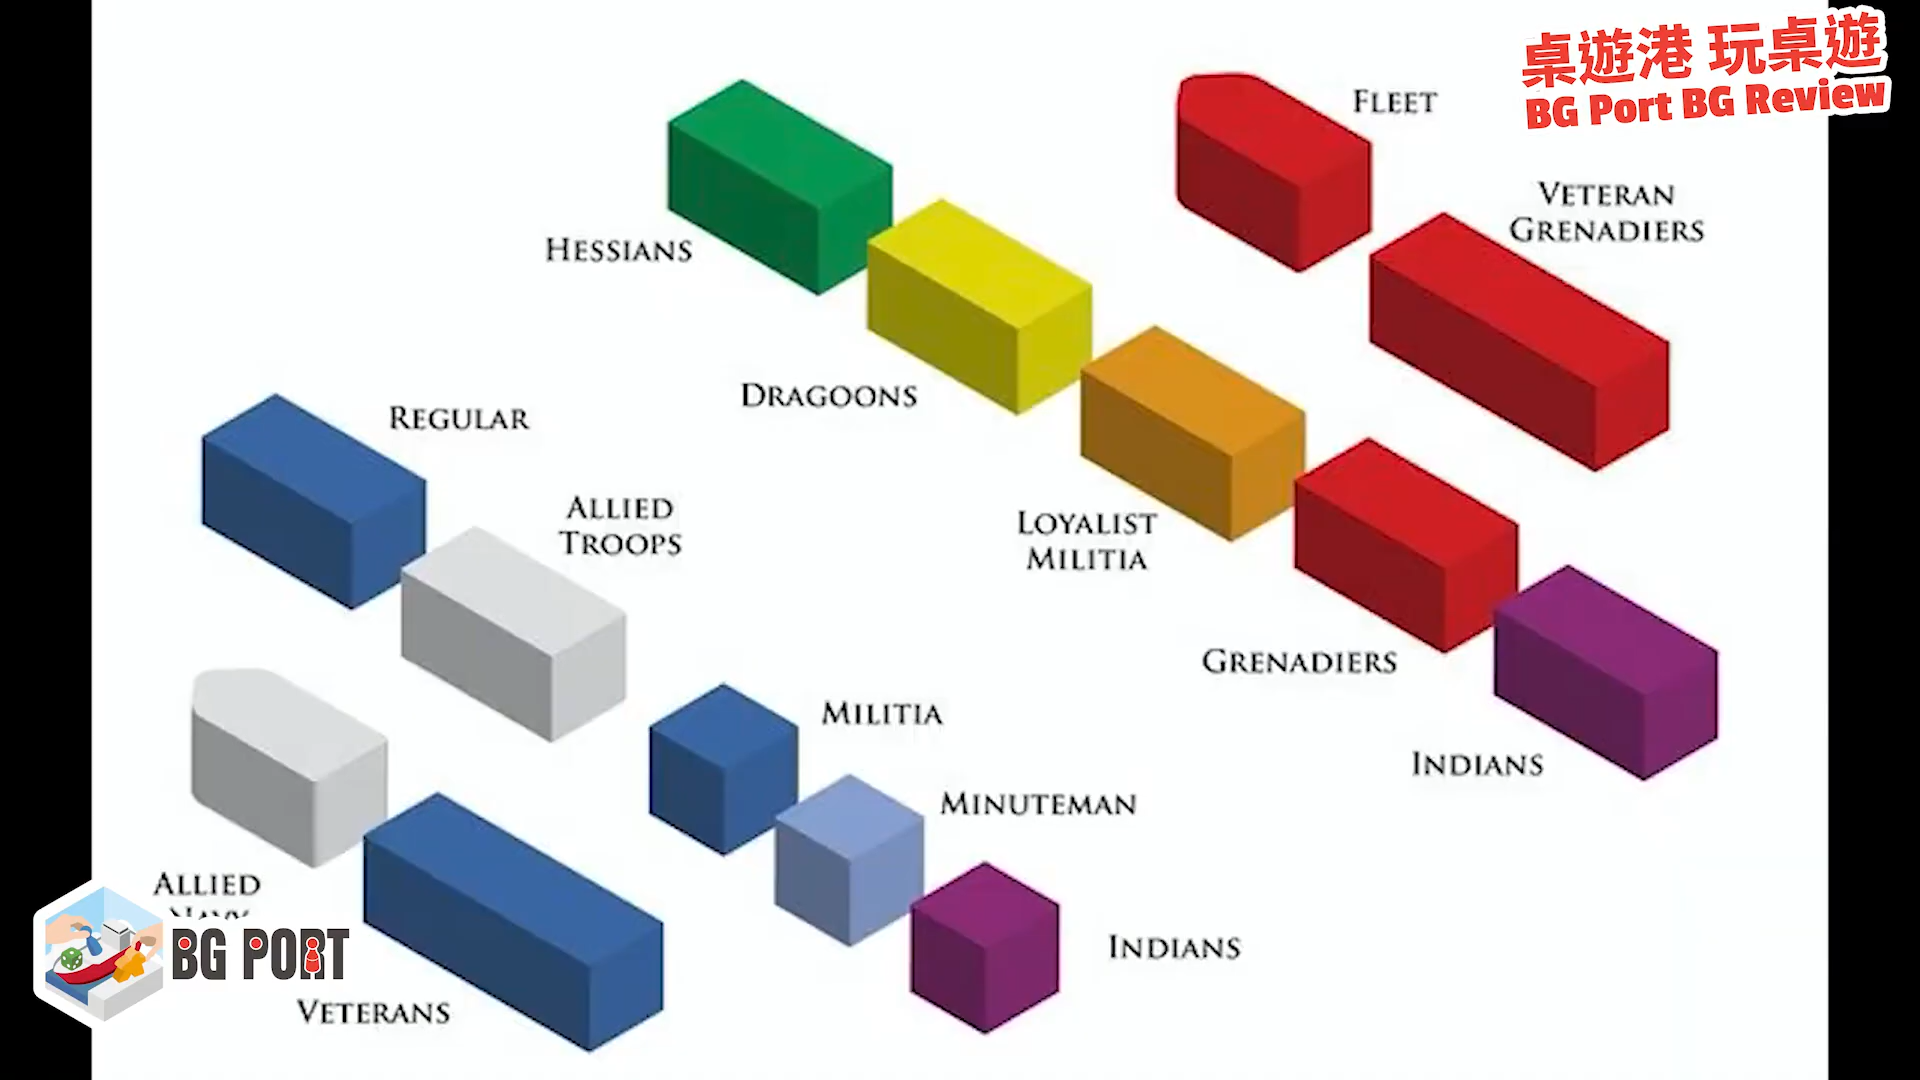 桌遊港 玩桌遊
BG Port BG Review
FLEET
VETERAN
GRENADIERS
HESSIANS
DRAGOONS
REGULAR
ALLIED
TROOPS
LOYALIST
MILITIA
GRENADIERS
INDIANS
MILITIA
MINUTEMAN
INDIANS
ALLIED
BG PORT
VETERANS